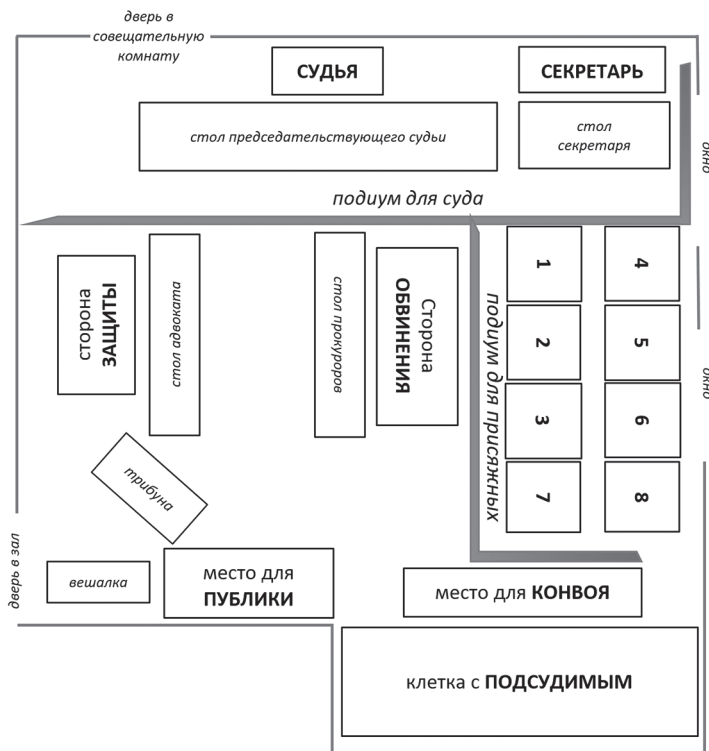 дверь в
совещательную
комнату
СУДЬЯ
СЕКРЕТАРЬ
стол председательствующего судьи
стол
секретаря
окно
подиум для суда
сторона
ЗАЩИТЫ
стол адвоката
стол прокуроров
Сторона
ОБВИНЕНИЯ
подиум для присяжных
1
4
2
5
3
6
7
8
окно
трибуна
дверь в зал
вешалка
место для
ПУБЛИКИ
место для КОНВОЯ
клетка с ПОДСУДИМЫМ